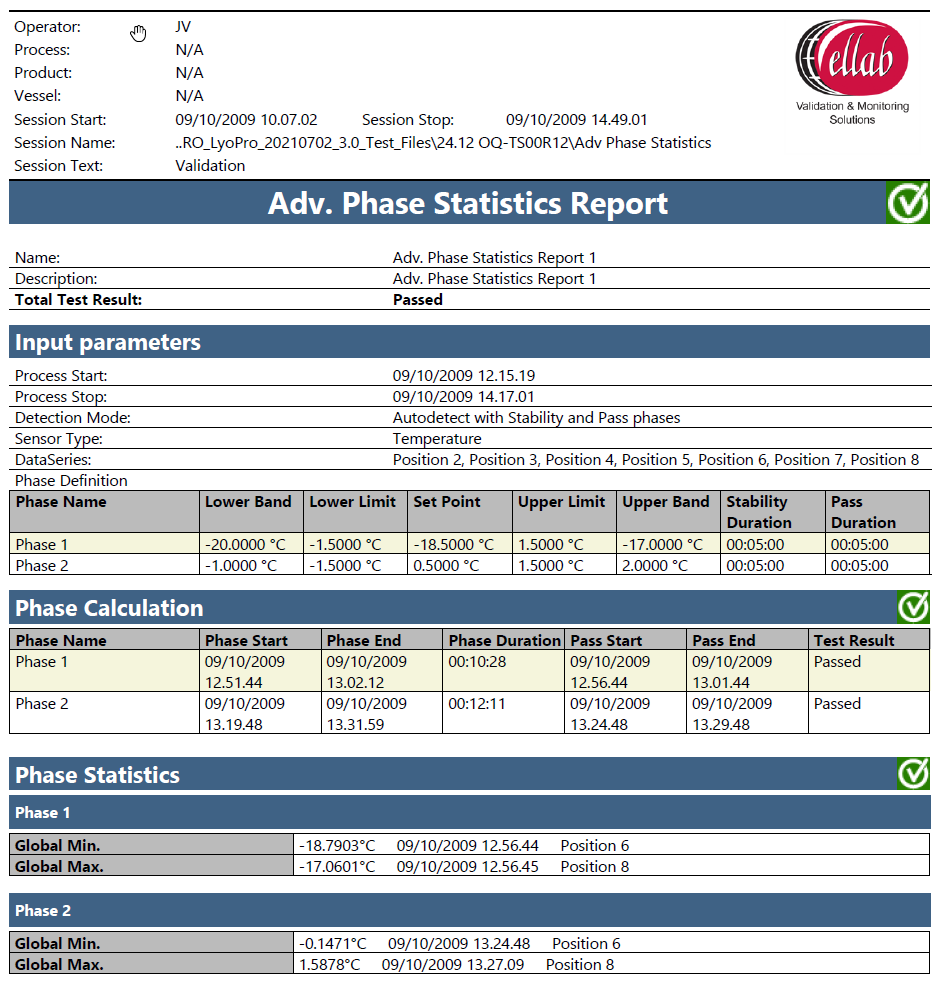 Operator: JV
Process: N/A
Product: N/A
Vessel: N/A
Session Start: 09/10/2009 10.07.02 Session Stop: 09/10/2009 14.49.01
Session Name: ..RO_LyoPro_20210702_3.0_Test_Files\24.12 OQ-TS00R12\Adv Phase Statistics
Session Text: Validation
ellab
Validation & Monitoring
Solutions
Adv. Phase Statistics Report
Name: Adv. Phase Statistics Report 1
Description: Adv. Phase Statistics Report 1
Total Test Result: Passed
Input parameters
Process Start: 09/10/2009 12.15.19
Process Stop: 09/10/2009 14.17.01
Detection Mode: Autodetect with Stability and Pass phases
Sensor Type: Temperature
DataSeries: Position 2, Position 3, Position 4, Position 5, Position 6, Position 7, Position 8
Phase Definition
Phase Name Lower Band Lower Limit Set Point Upper Limit Upper Band Stability Duration Pass Duration
Phase 1 -20.0000 °C -1.5000 °C -18.5000 °C 1.5000 °C -17.0000 °C 00:05:00 00:05:00
Phase 2 -1.0000 °C -1.5000 °C 0.5000 °C 1.5000 °C 2.0000 °C 00:05:00 00:05:00
Phase Calculation
Phase Name Phase Start Phase End Phase Duration Pass Start Pass End Test Result
Phase 1 09/10/2009 12.51.44 09/10/2009 13.02.12 00:10:28 09/10/2009 12.56.44 09/10/2009 13.01.44 Passed
Phase 2 09/10/2009 13.19.48 09/10/2009 13.31.59 00:12:11 09/10/2009 13.24.48 09/10/2009 13.29.48 Passed
Phase Statistics
Phase 1
Global Min. -18.7903°C 09/10/2009 12.56.44 Position 6
Global Max. -17.0601°C 09/10/2009 12.56.45 Position 8
Phase 2
Global Min. -0.1471°C 09/10/2009 13.24.48 Position 6
Global Max. 1.5878°C 09/10/2009 13.27.09 Position 8